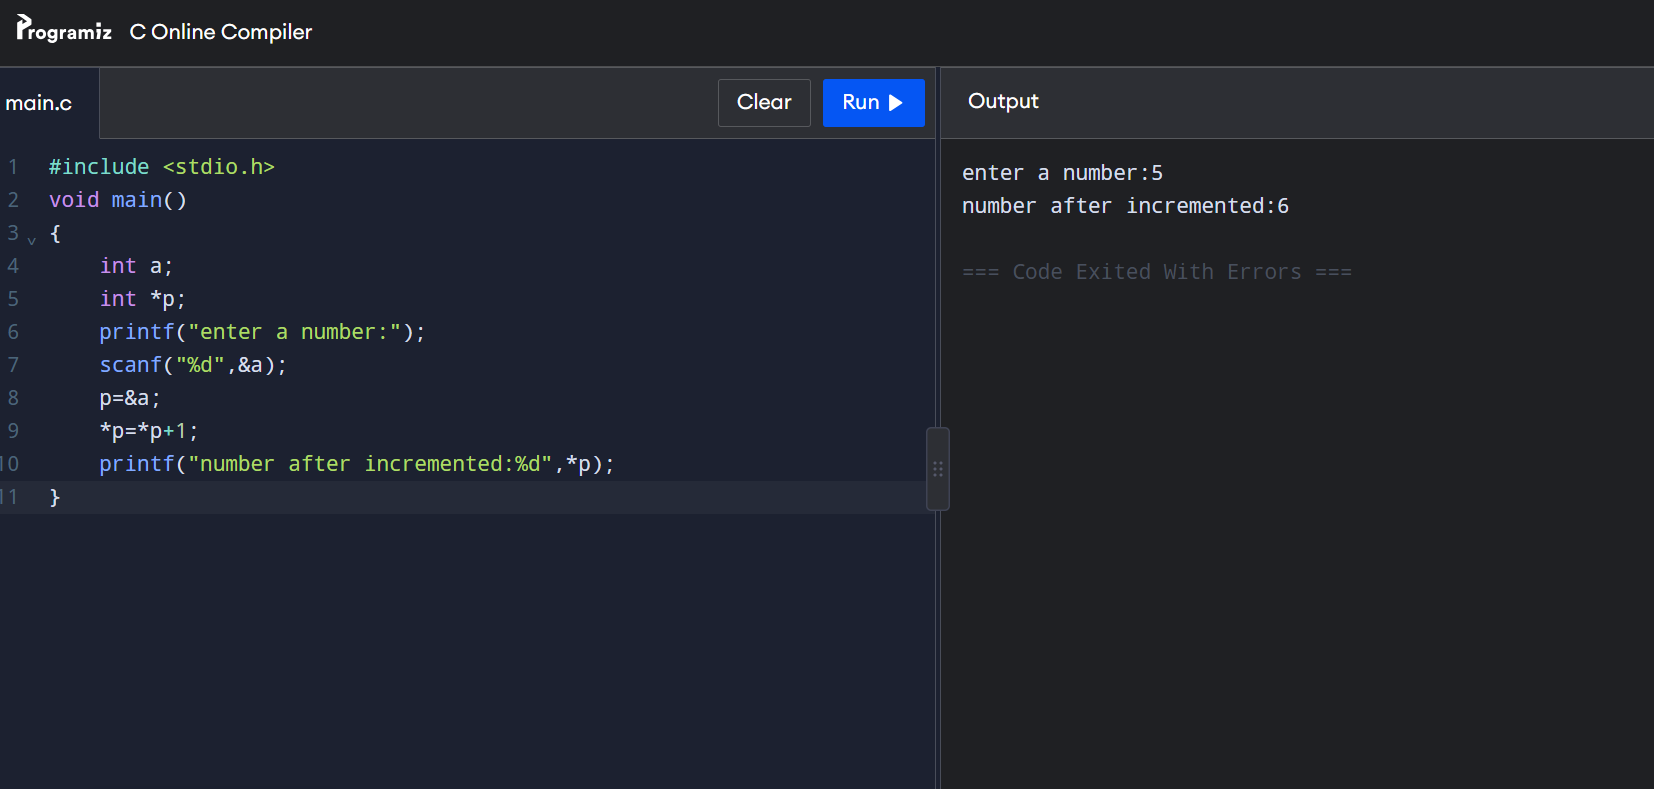 Programiz C Online Compiler
main.c
Clear
Run
Output
1 #include <stdio.h>
2 void main()
3 {
4     int a;
5     int *p;
6     printf("enter a number:");
7     scanf("%d",&a);
8     p=&a;
9     *p=*p+1;
10     printf("number after incremented:%d",*p);
11 }
enter a number:5
number after incremented:6
=== Code Exited With Errors ===